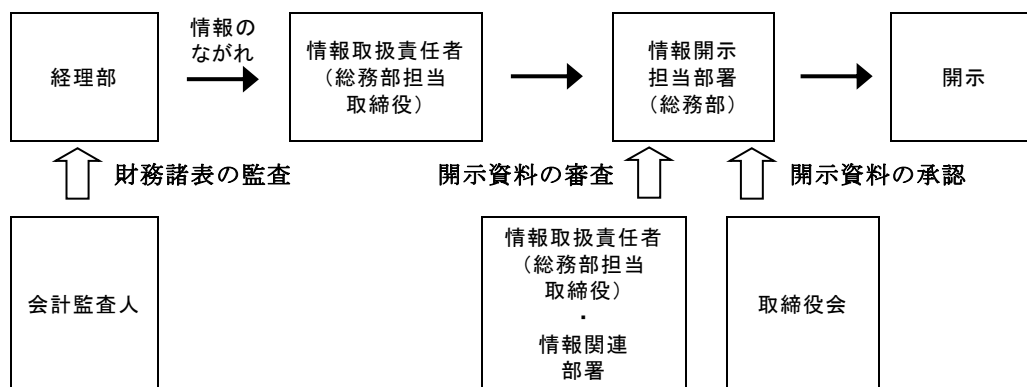 経理部
情報の
ながれ
情報取扱責任者
（総務部担当
取締役）
情報開示
担当部署
（総務部）
開示
財務諸表の監査
開示資料の審査
開示資料の承認
会計監査人
情報取扱責任者
（総務部担当
取締役）
・
情報関連
部署
取締役会